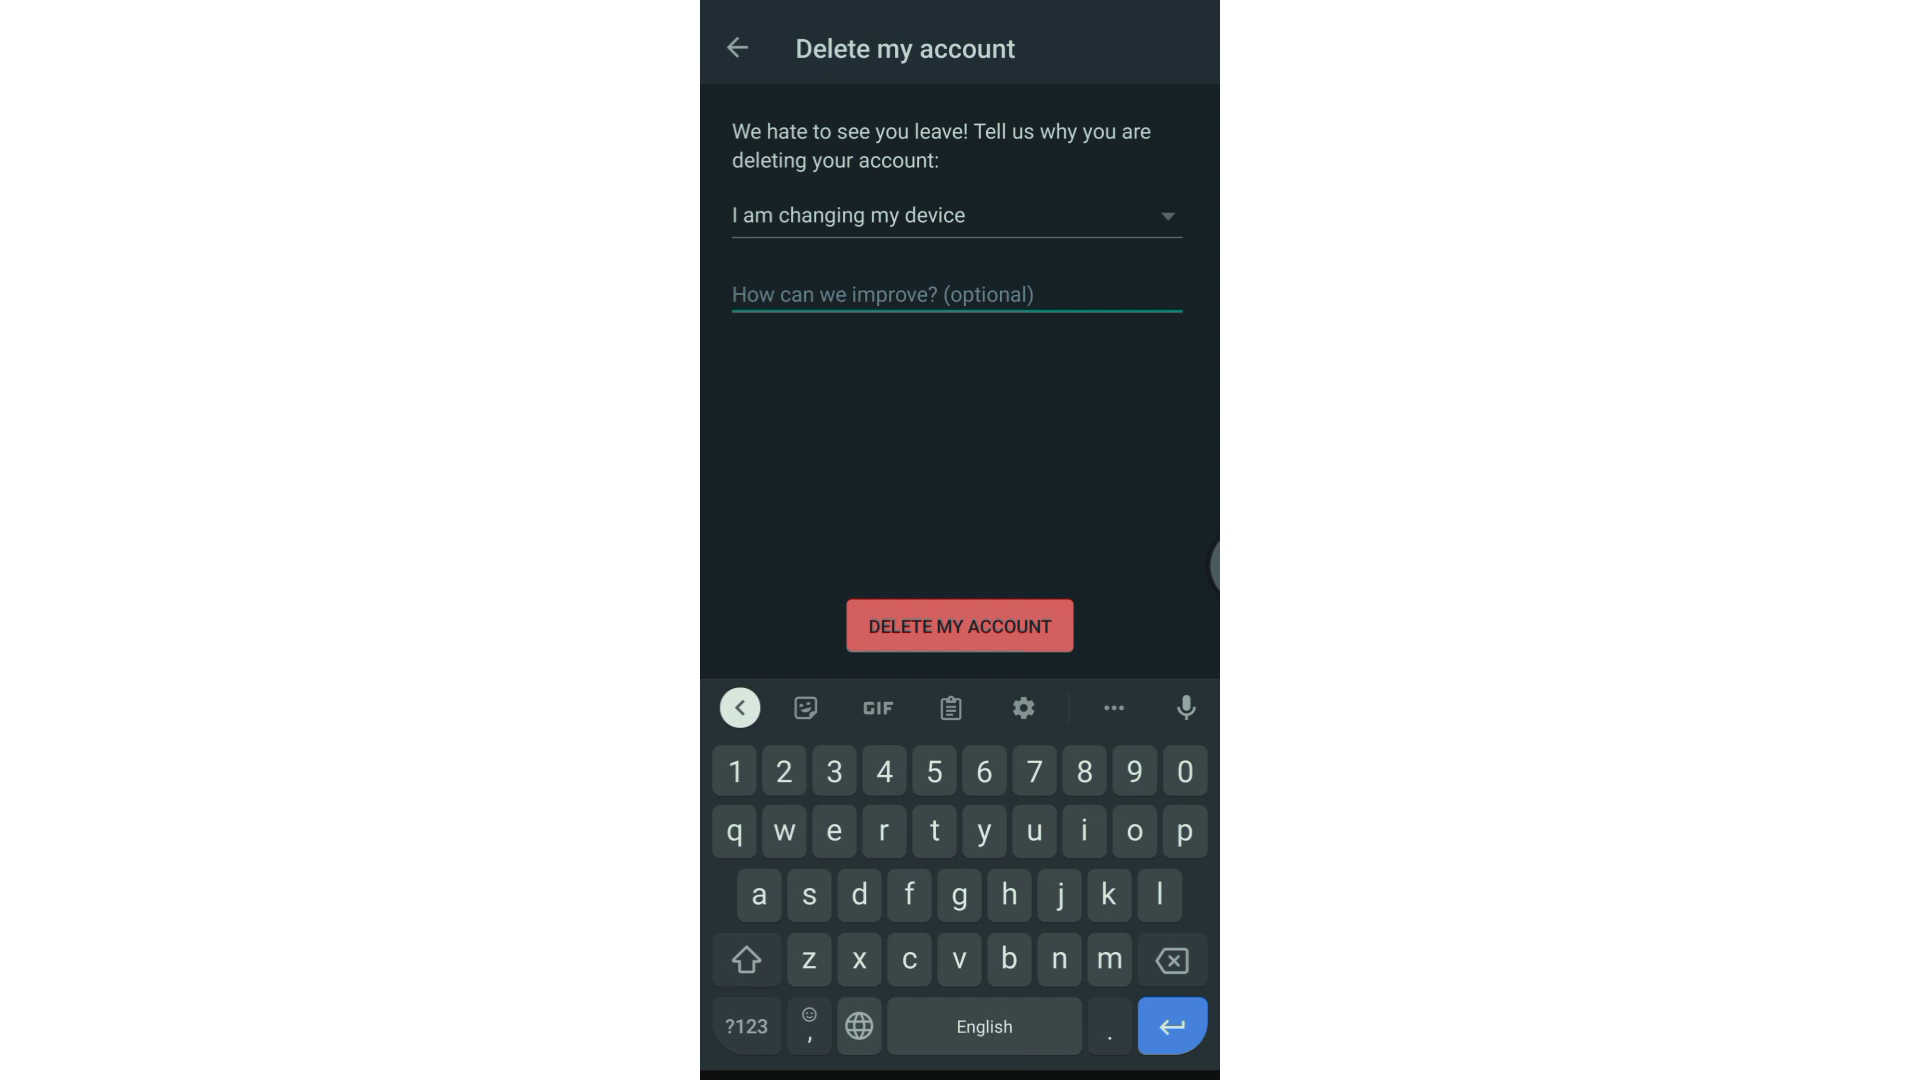 Delete my account
We hate to see you leave! Tell us why you are
deleting your account:
I am changing my device
How can we improve? (optional)
DELETE MY ACCOUNT
GIF
1 2 3 4 5 6 7 8 9 0
q w e r t y u i o p
a s d f g h j k l
z x c v b n m
?123 , English .